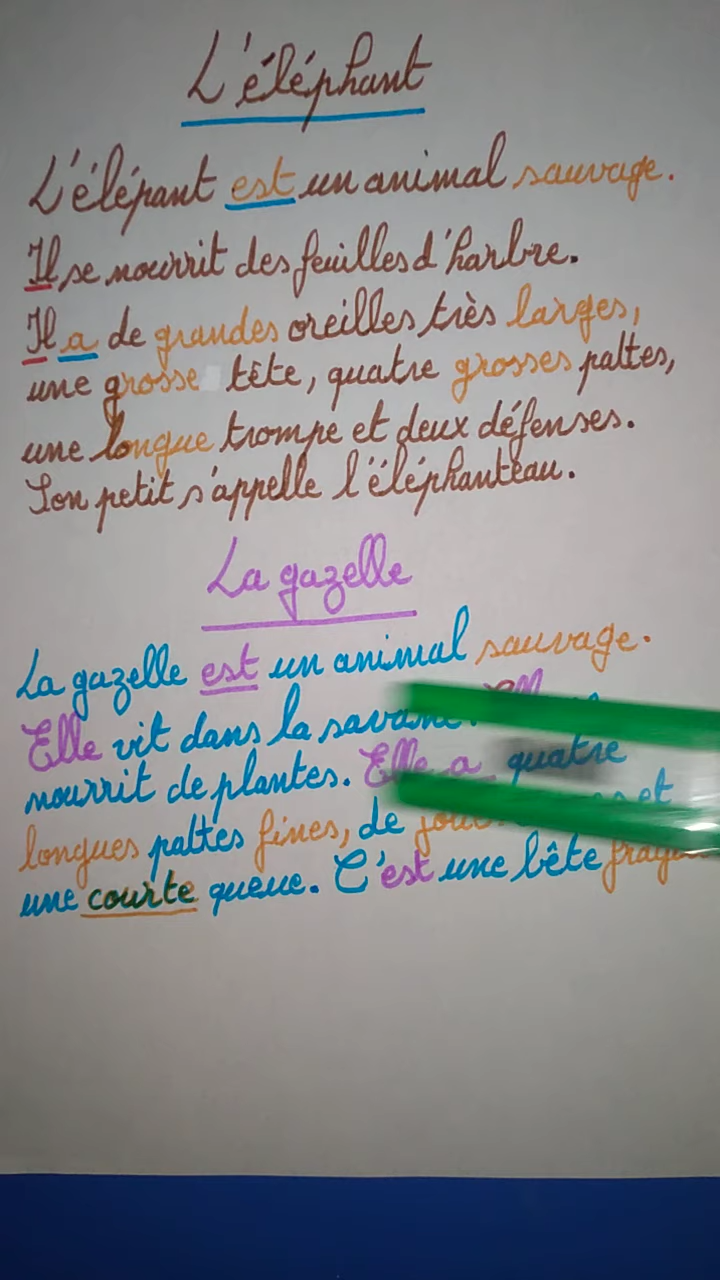 L'éléphant
L'élépant est un animal sauvage.
Il se nourrit des feuilles d'harbre.
Il a de grandes oreilles très larges,
une grosse tête, quatre grosses pattes,
une longue trompe et deux défenses.
Son petit s'appelle l'éléphanteau.
La gazelle
La gazelle est un animal sauvage.
Elle vit dans la savane.
nourrit de plantes. Elle a quatre
longues pattes fines, de et
une courte queue. C'est une bête